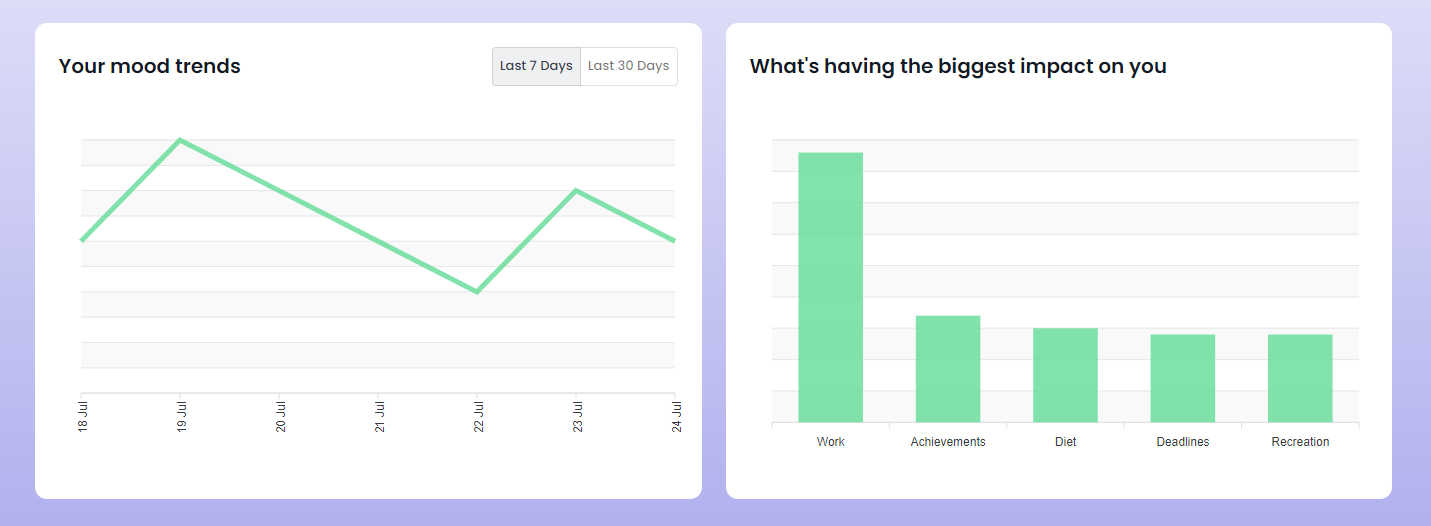 Your mood trends
Last 7 Days
Last 30 Days
18 Jul
19 Jul
20 Jul
21 Jul
22 Jul
23 Jul
24 Jul
What's having the biggest impact on you
Work
Achievements
Diet
Deadlines
Recreation